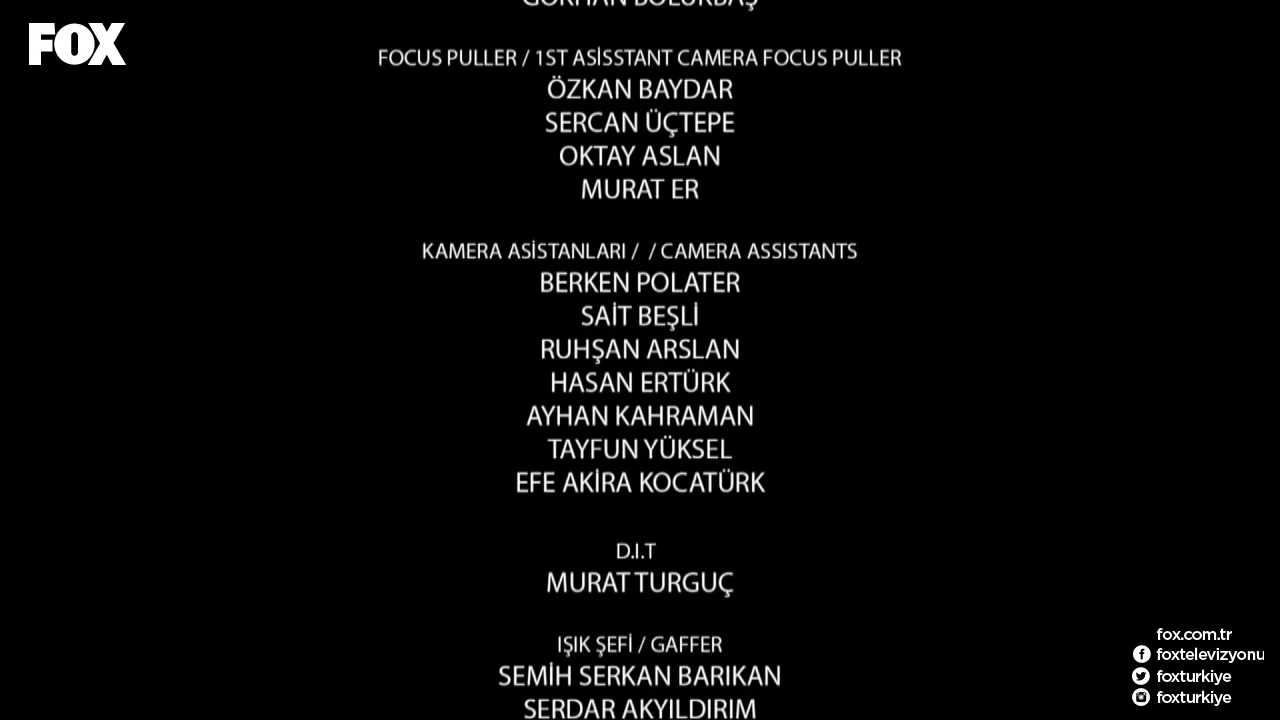 GÖKHAN BÖLÜKBAŞ
FOX
FOCUS PULLER / 1ST ASİSSTANT CAMERA FOCUS PULLER
ÖZKAN BAYDAR
SERCAN ÜÇTEPE
OKTAY ASLAN
MURAT ER
KAMERA ASİSTANLARI / / CAMERA ASSISTANTS
BERKEN POLATER
SAİT BEŞLİ
RUHŞAN ARSLAN
HASAN ERTÜRK
AYHAN KAHRAMAN
TAYFUN YÜKSEL
EFE AKİRA KOCATÜRK
D.I.T
MURAT TURGUÇ
IŞIK ŞEFİ / GAFFER
SEMİH SERKAN BARIKAN
SERDAR AKYILDIRIM
fox.com.tr
foxtelevizyonu
foxturkiye
foxturkiye